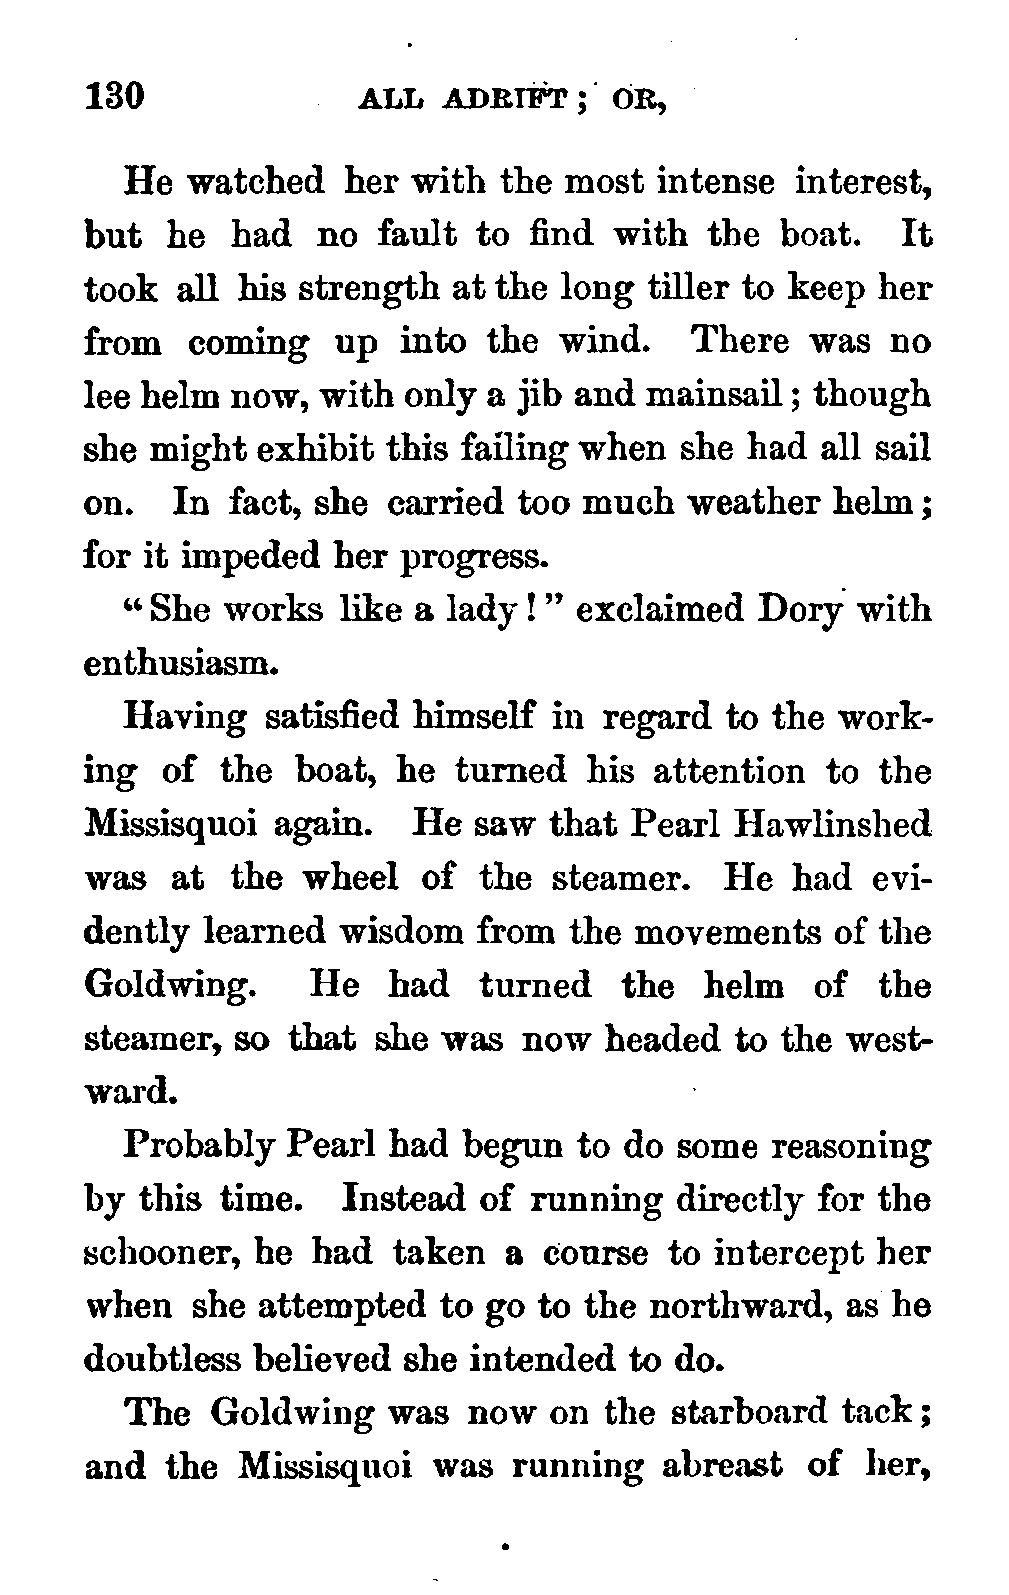 130 ALL ADRIFT; OR,
He watched her with the most intense interest,
but he had no fault to find with the boat. It
took all his strength at the long tiller to keep her
from coming up into the wind. There was no
lee helm now, with only a jib and mainsail; though
she might exhibit this failing when she had all sail
on. In fact, she carried too much weather helm;
for it impeded her progress.
“She works like a lady!” exclaimed Dory with
enthusiasm.
Having satisfied himself in regard to the work-
ing of the boat, he turned his attention to the
Missisquoi again. He saw that Pearl Hawlinshed
was at the wheel of the steamer. He had evi-
dently learned wisdom from the movements of the
Goldwing. He had turned the helm of the
steamer, so that she was now headed to the west-
ward.
Probably Pearl had begun to do some reasoning
by this time. Instead of running directly for the
schooner, he had taken a course to intercept her
when she attempted to go to the northward, as he
doubtless believed she intended to do.
The Goldwing was now on the starboard tack;
and the Missisquoi was running abreast of her,